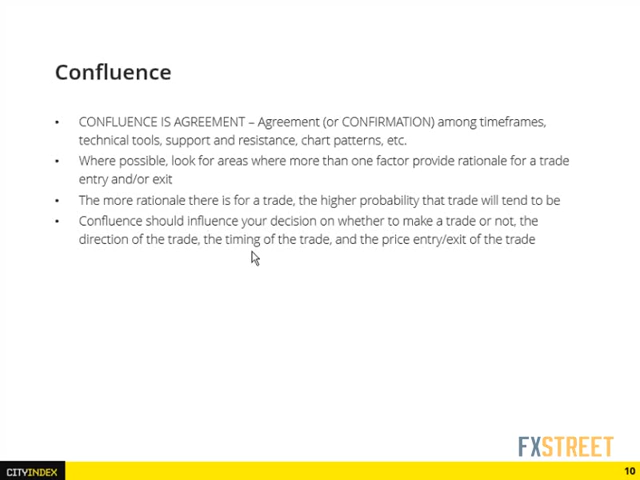 Confluence
• CONFLUENCE IS AGREEMENT – Agreement (or CONFIRMATION) among timeframes,
technical tools, support and resistance, chart patterns, etc.
• Where possible, look for areas where more than one factor provide rationale for a trade
entry and/or exit
• The more rationale there is for a trade, the higher probability that trade will tend to be
• Confluence should influence your decision on whether to make a trade or not, the
direction of the trade, the timing of the trade, and the price entry/exit of the trade
FXSTREET
CITYINDEX
10